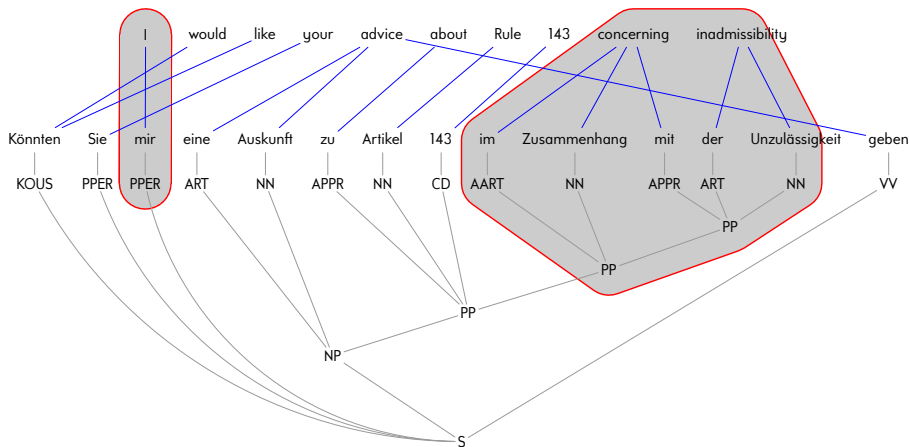 I would like your advice about Rule 143 concerning inadmissibility
Könnten Sie mir eine Auskunft zu Artikel 143 im Zusammenhang mit der Unzulässigkeit geben
KOUS PPER PPER ART NN APPR NN CD AART NN APPR ART NN VV
PP
PP
PP
NP
S